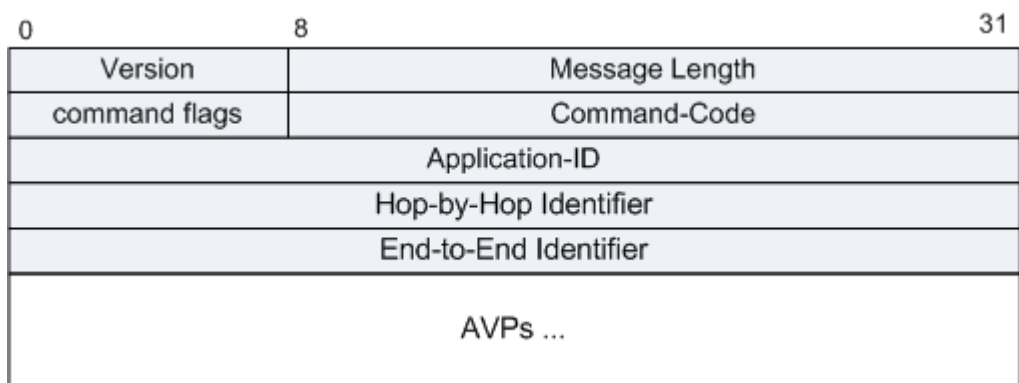 0 8 31
Version Message Length
command flags Command-Code
Application-ID
Hop-by-Hop Identifier
End-to-End Identifier
AVPs ...